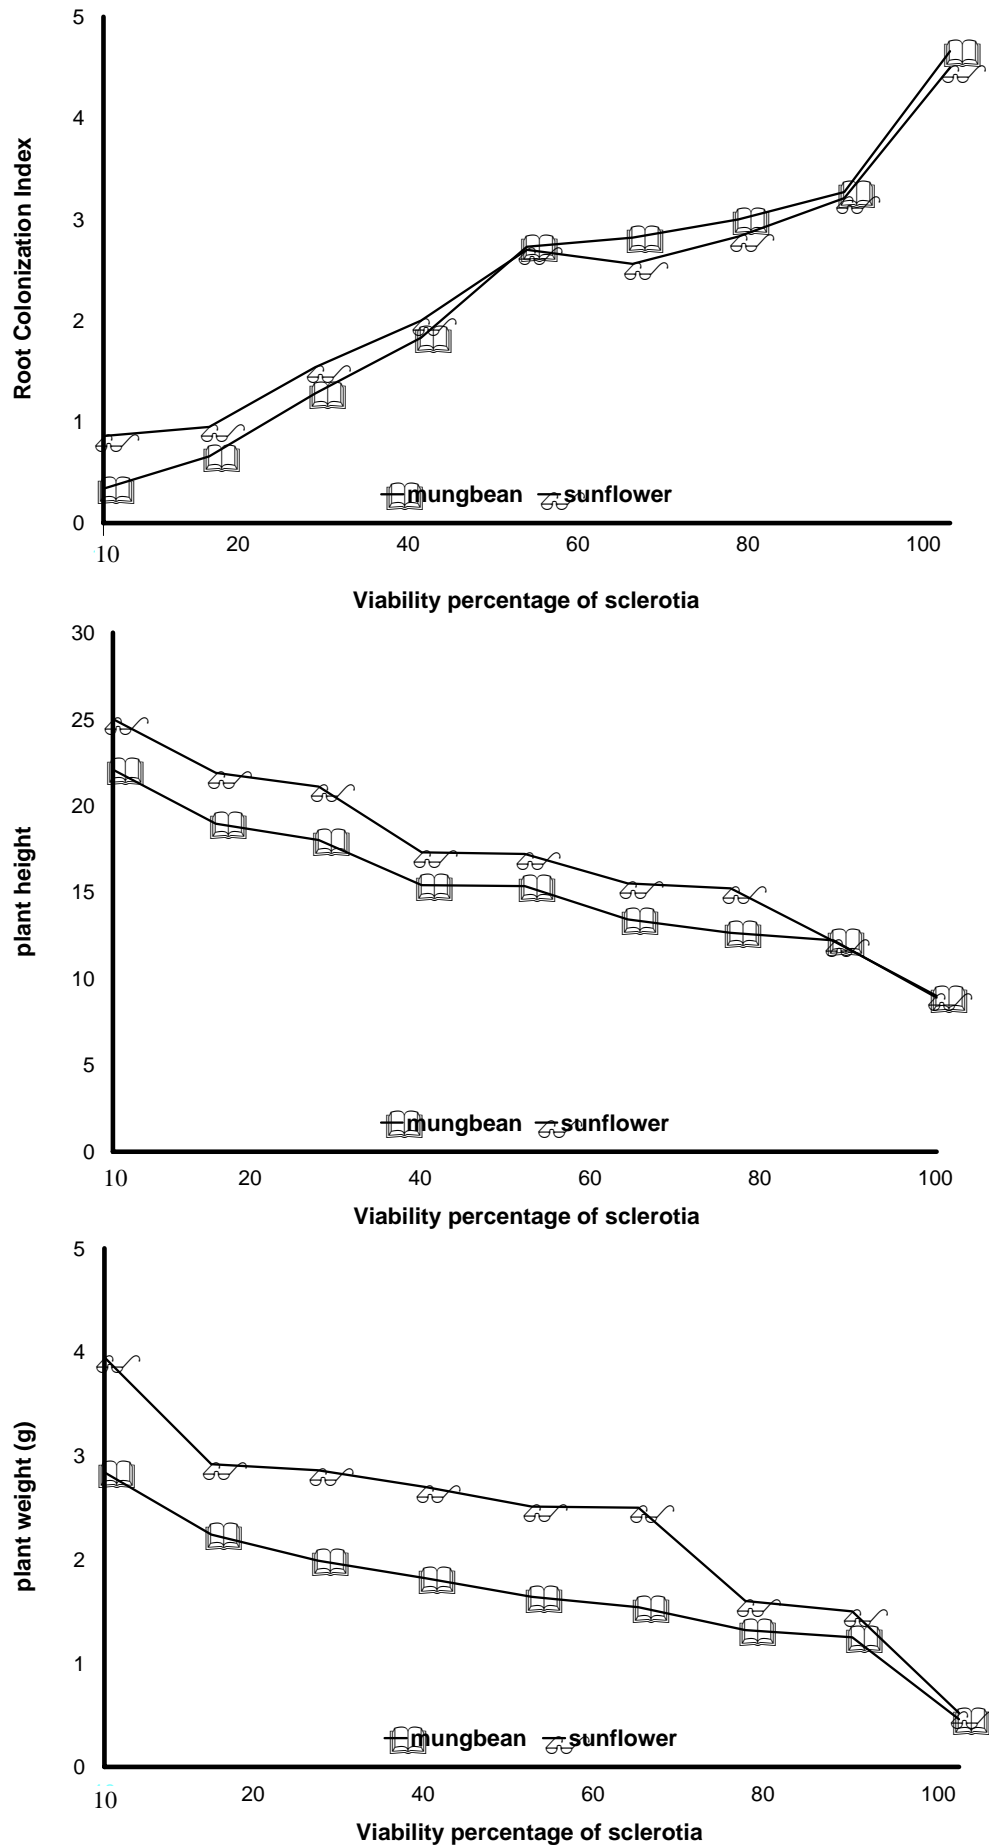 5
4
3
2
1
0
Root Colonization Index
mungbean sunflower
10 20 40 60 80 100
Viability percentage of sclerotia
30
25
20
15
10
5
0
plant height
mungbean sunflower
10 20 40 60 80 100
Viability percentage of sclerotia
5
4
3
2
1
0
plant weight (g)
mungbean sunflower
10 20 40 60 80 100
Viability percentage of sclerotia